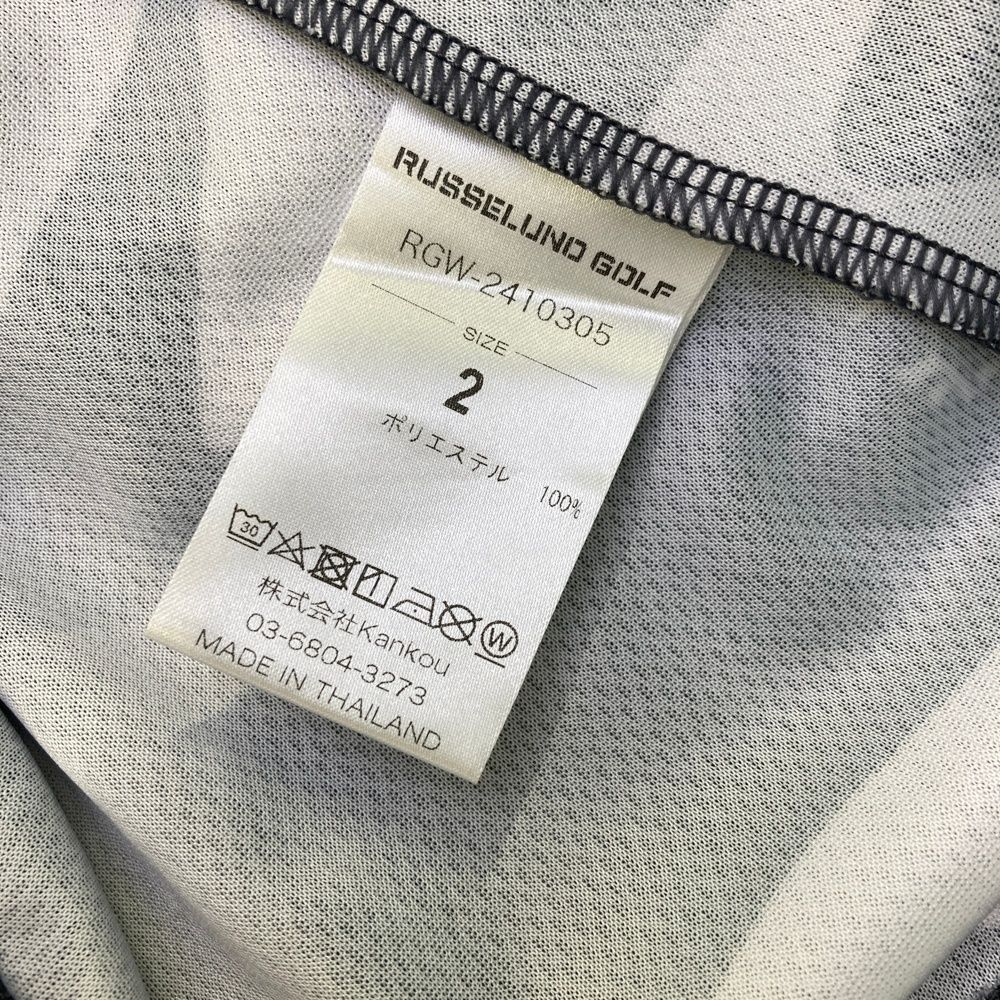 RUSSELUNO GOLF
RGW-2410305
SIZE
2
ポリエステル 100%
30
W
株式会社Kankou
03-6804-3273
MADE IN THAILAND